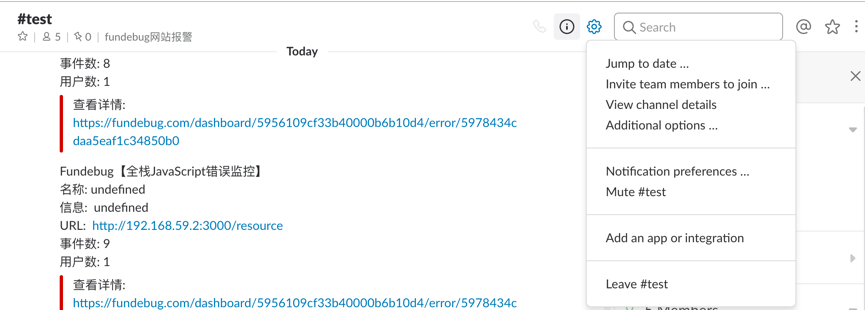 #test
5 | 0 | fundebug网站报警
Search
Today
事件数: 8
用户数: 1
查看详情:
https://fundebug.com/dashboard/5956109cf33b40000b6b10d4/error/5978434c
daa5eaf1c34850b0
Fundebug【全栈JavaScript错误监控】
名称: undefined
信息: undefined
URL: http://192.168.59.2:3000/resource
事件数: 9
用户数: 1
查看详情:
https://fundebug.com/dashboard/5956109cf33b40000b6b10d4/error/5978434c
Jump to date ...
Invite team members to join ...
View channel details
Additional options ...
Notification preferences ...
Mute #test
Add an app or integration
Leave #test
5 Members